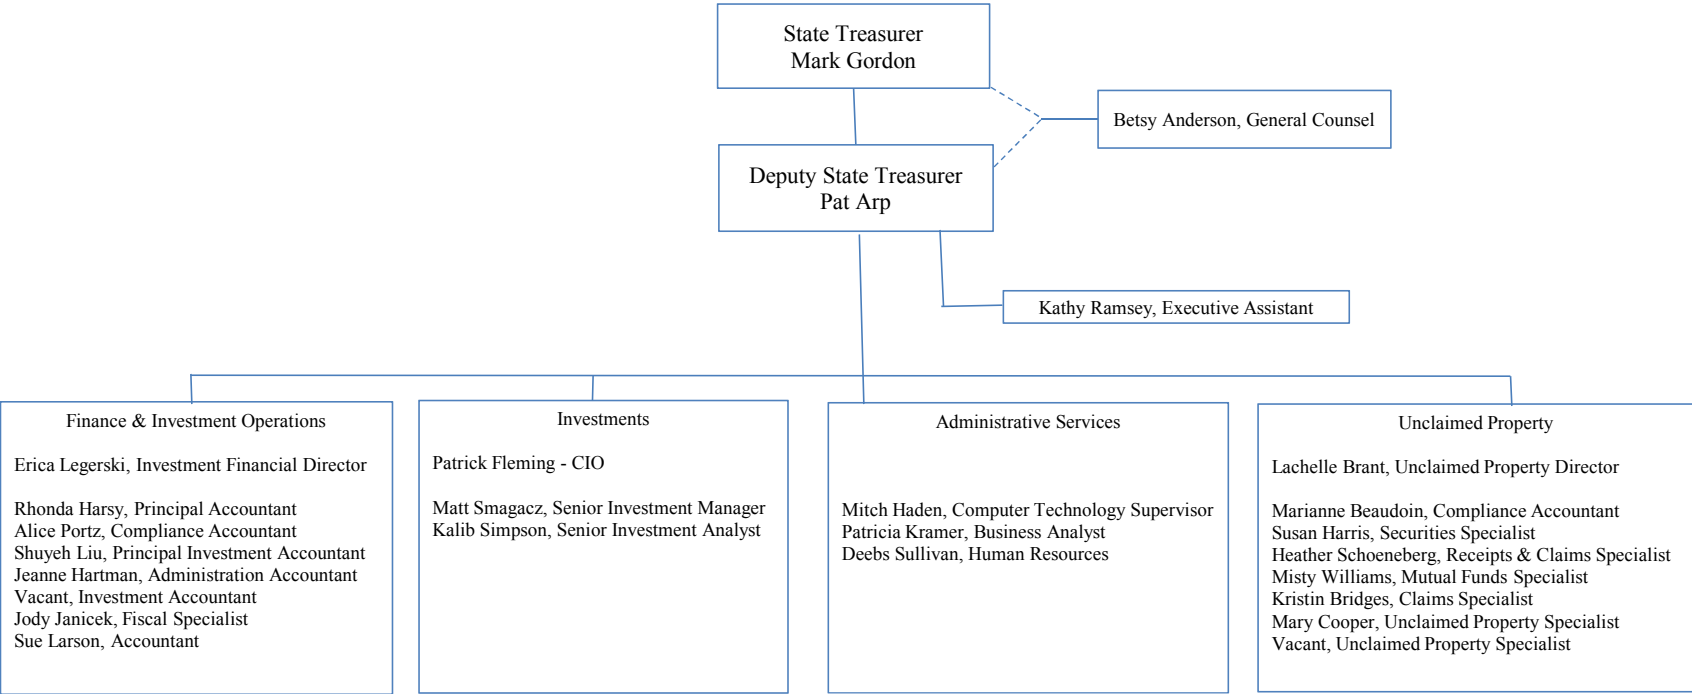 State Treasurer
Mark Gordon
Betsy Anderson, General Counsel
Deputy State Treasurer
Pat Arp
Kathy Ramsey, Executive Assistant
Finance & Investment Operations
Erica Legerski, Investment Financial Director
Rhonda Harsy, Principal Accountant
Alice Portz, Compliance Accountant
Shuyeh Liu, Principal Investment Accountant
Jeanne Hartman, Administration Accountant
Vacant, Investment Accountant
Jody Janicek, Fiscal Specialist
Sue Larson, Accountant
Investments
Patrick Fleming - CIO
Matt Smagacz, Senior Investment Manager
Kalib Simpson, Senior Investment Analyst
Administrative Services
Mitch Haden, Computer Technology Supervisor
Patricia Kramer, Business Analyst
Deebs Sullivan, Human Resources
Unclaimed Property
Lachelle Brant, Unclaimed Property Director
Marianne Beaudoin, Compliance Accountant
Susan Harris, Securities Specialist
Heather Schoeneberg, Receipts & Claims Specialist
Misty Williams, Mutual Funds Specialist
Kristin Bridges, Claims Specialist
Mary Cooper, Unclaimed Property Specialist
Vacant, Unclaimed Property Specialist